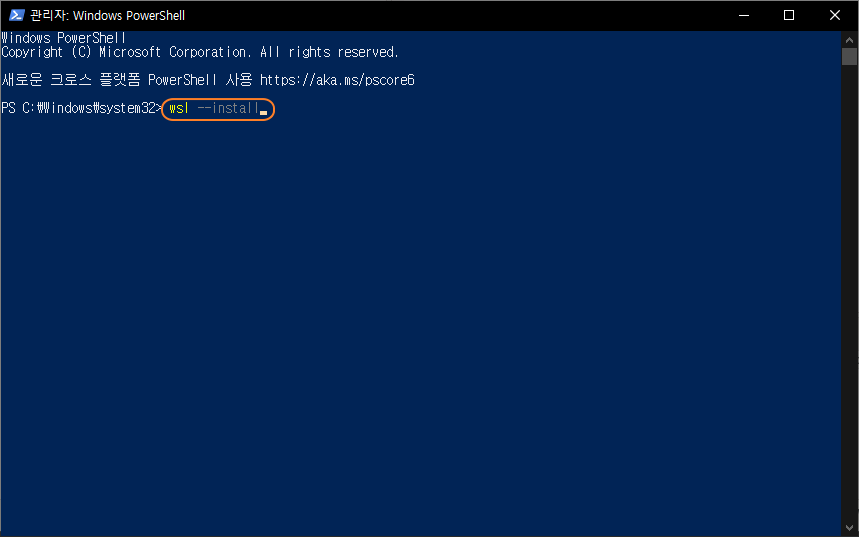 관리자: Windows PowerShell
Windows PowerShell
Copyright (C) Microsoft Corporation. All rights reserved.
새로운 크로스 플랫폼 PowerShell 사용 https://aka.ms/pscore6
PS C:₩Windows₩system32> wsl --install